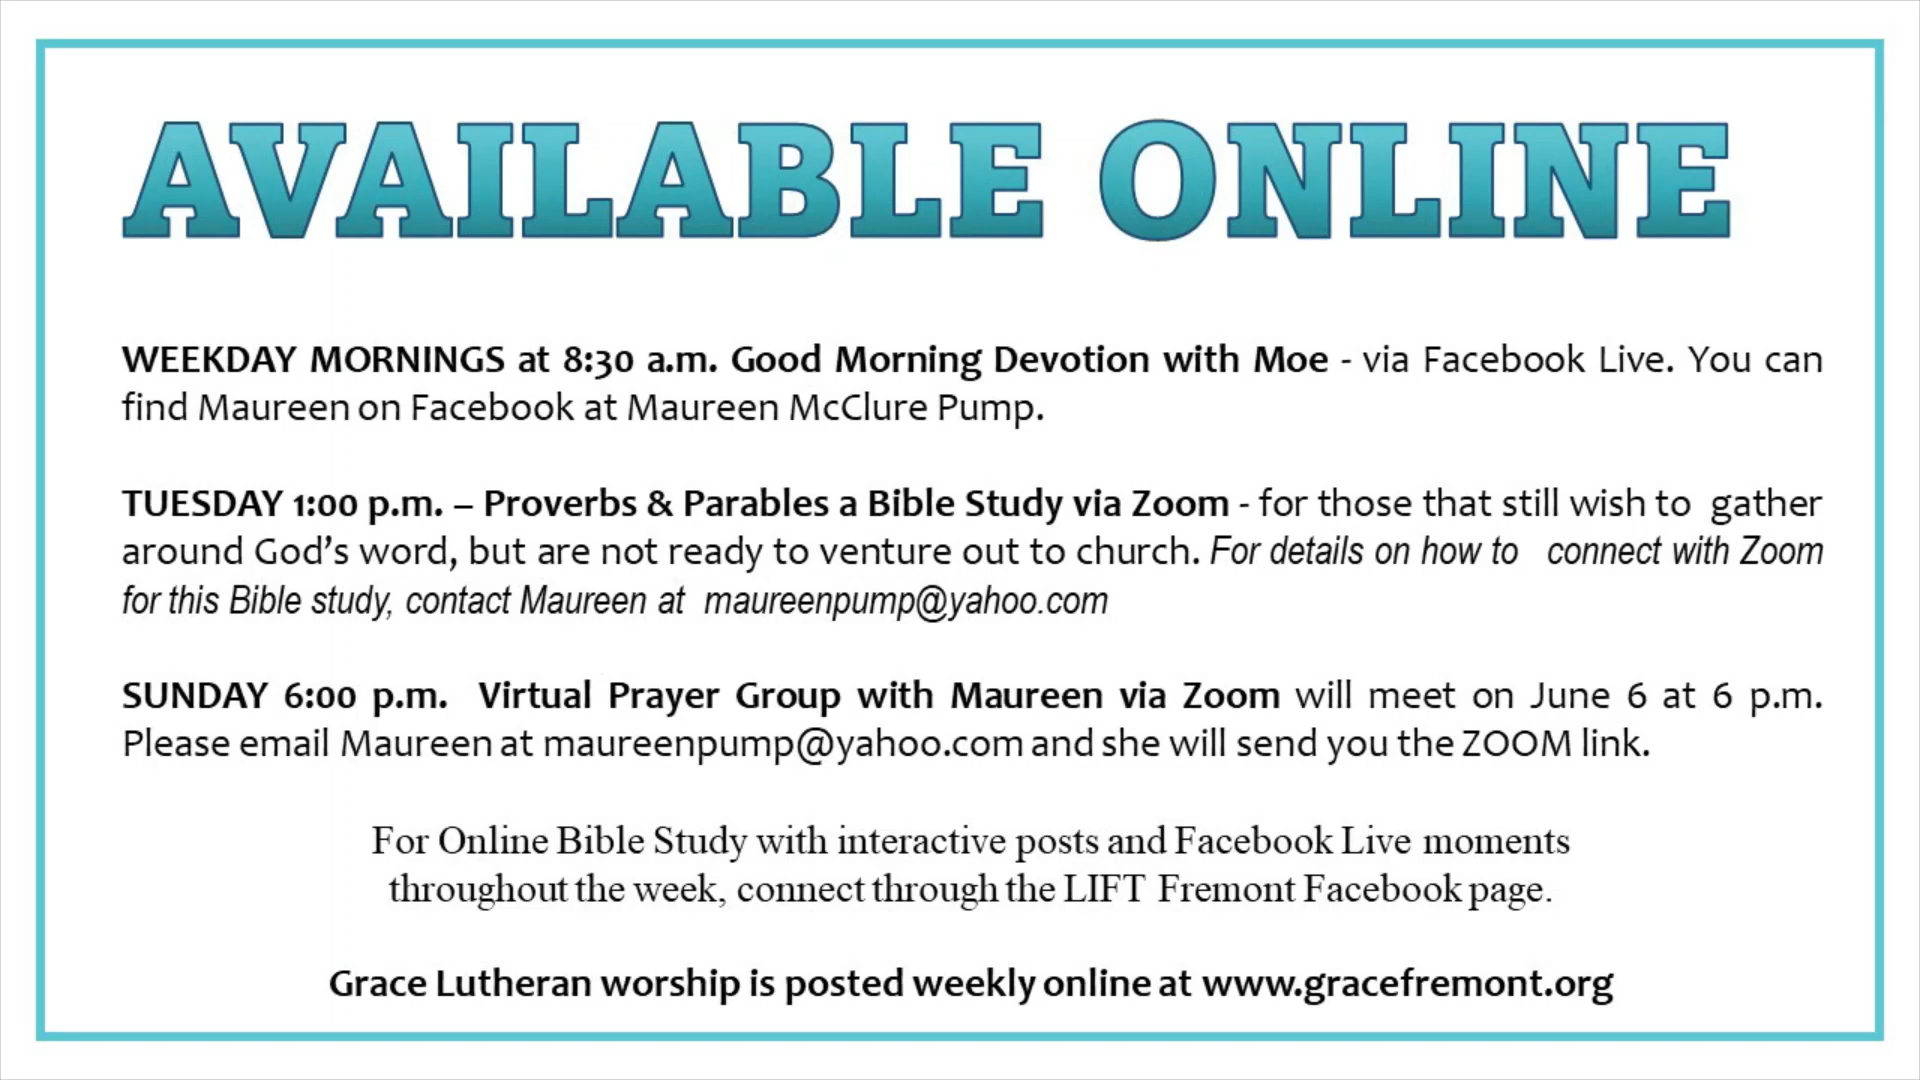 AVAILABLE ONLINE
WEEKDAY MORNINGS at 8:30 a.m. Good Morning Devotion with Moe - via Facebook Live. You can
find Maureen on Facebook at Maureen McClure Pump.
TUESDAY 1:00 p.m. – Proverbs & Parables a Bible Study via Zoom - for those that still wish to gather
around God's word, but are not ready to venture out to church. For details on how to connect with Zoom
for this Bible study, contact Maureen at maureenpump@yahoo.com
SUNDAY 6:00 p.m. Virtual Prayer Group with Maureen via Zoom will meet on June 6 at 6 p.m.
Please email Maureen at maureenpump@yahoo.com and she will send you the ZOOM link.
For Online Bible Study with interactive posts and Facebook Live moments
throughout the week, connect through the LIFT Fremont Facebook page.
Grace Lutheran worship is posted weekly online at www.gracefremont.org